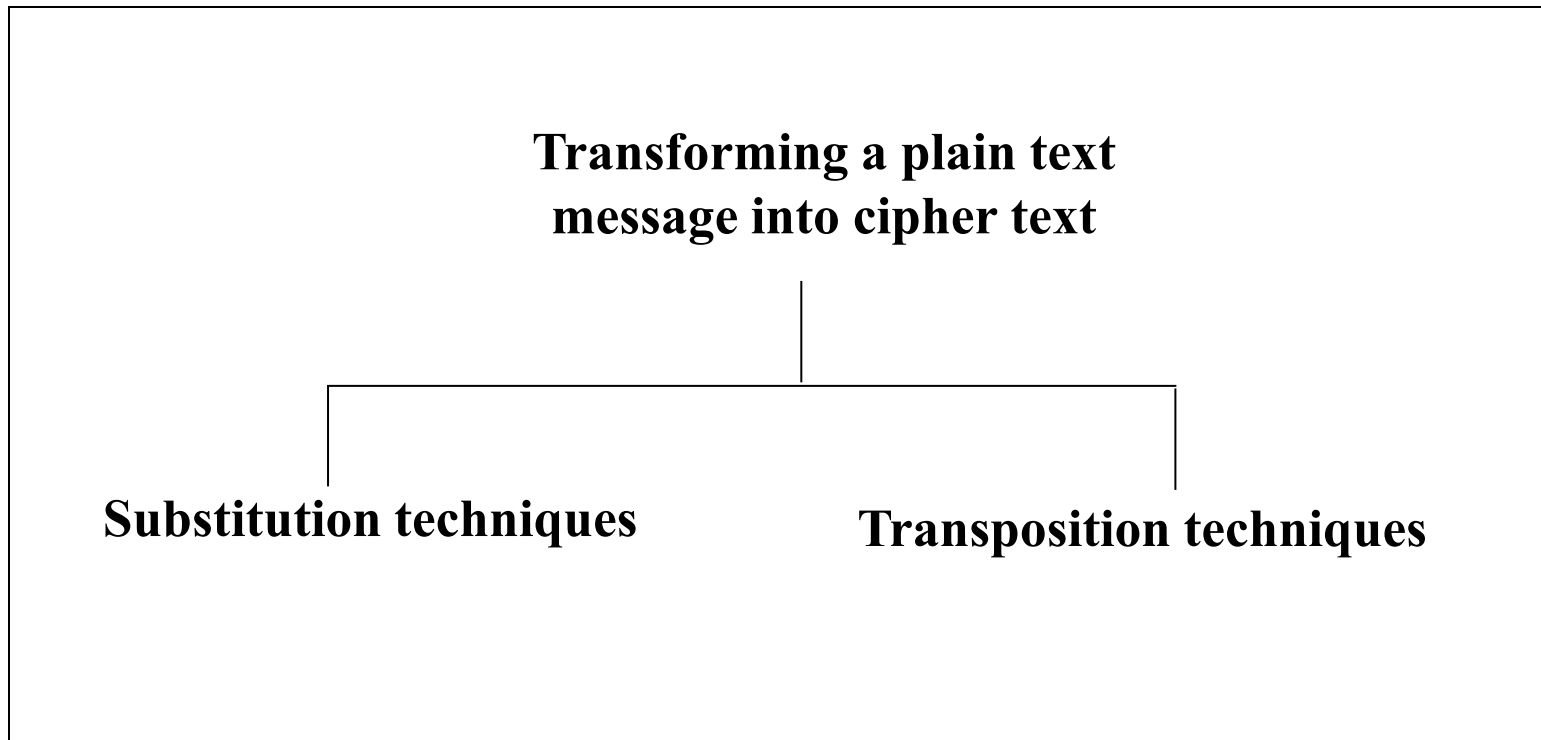 Transforming a plain text
message into cipher text
Substitution techniques
Transposition techniques